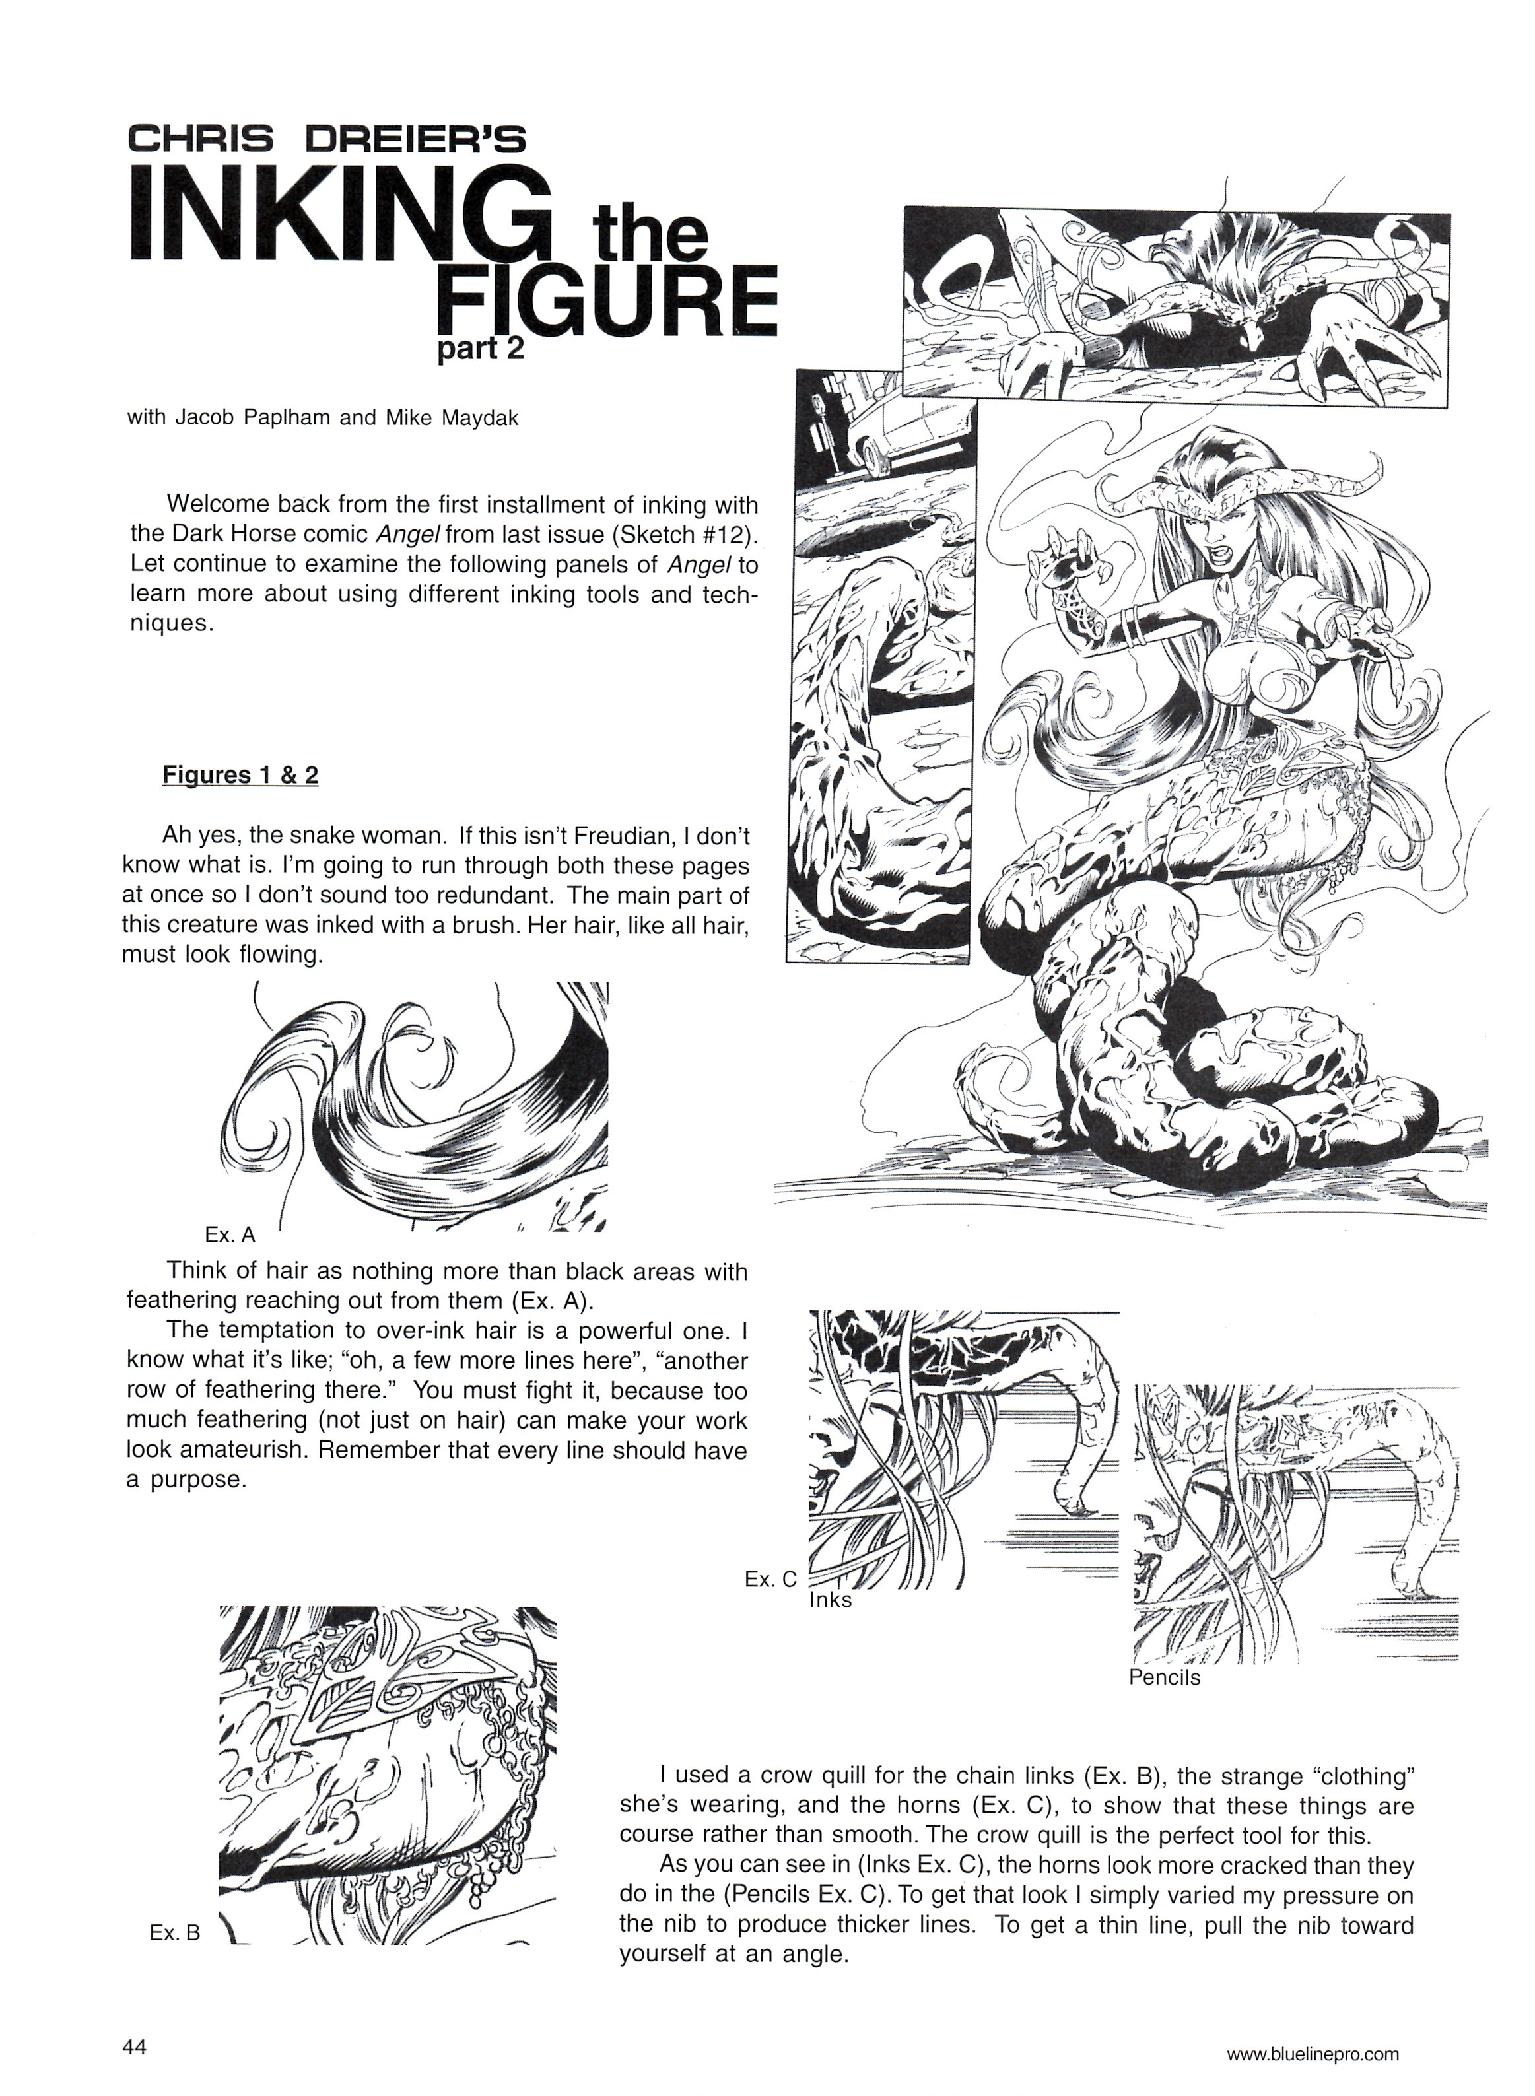 CHRIS DREIER'S
INKING the
FIGURE
part 2
with Jacob Paplham and Mike Maydak
Welcome back from the first installment of inking with
the Dark Horse comic Angel from last issue (Sketch #12).
Let continue to examine the following panels of Angel to
learn more about using different inking tools and tech-
niques.
Figures 1 & 2
Ah yes, the snake woman. If this isn't Freudian, I don't
know what is. I'm going to run through both these pages
at once so I don't sound too redundant. The main part of
this creature was inked with a brush. Her hair, like all hair,
must look flowing.
Ex. A
Think of hair as nothing more than black areas with
feathering reaching out from them (Ex. A).
The temptation to over-ink hair is a powerful one. I
know what it's like; “oh, a few more lines here”, “another
row of feathering there.” You must fight it, because too
much feathering (not just on hair) can make your work
look amateurish. Remember that every line should have
a purpose.
Ex. C
Inks
Pencils
Ex. B
I used a crow quill for the chain links (Ex. B), the strange “clothing”
she's wearing, and the horns (Ex. C), to show that these things are
course rather than smooth. The crow quill is the perfect tool for this.
As you can see in (Inks Ex. C), the horns look more cracked than they
do in the (Pencils Ex. C). To get that look I simply varied my pressure on
the nib to produce thicker lines. To get a thin line, pull the nib toward
yourself at an angle.
44
www.bluelinepro.com